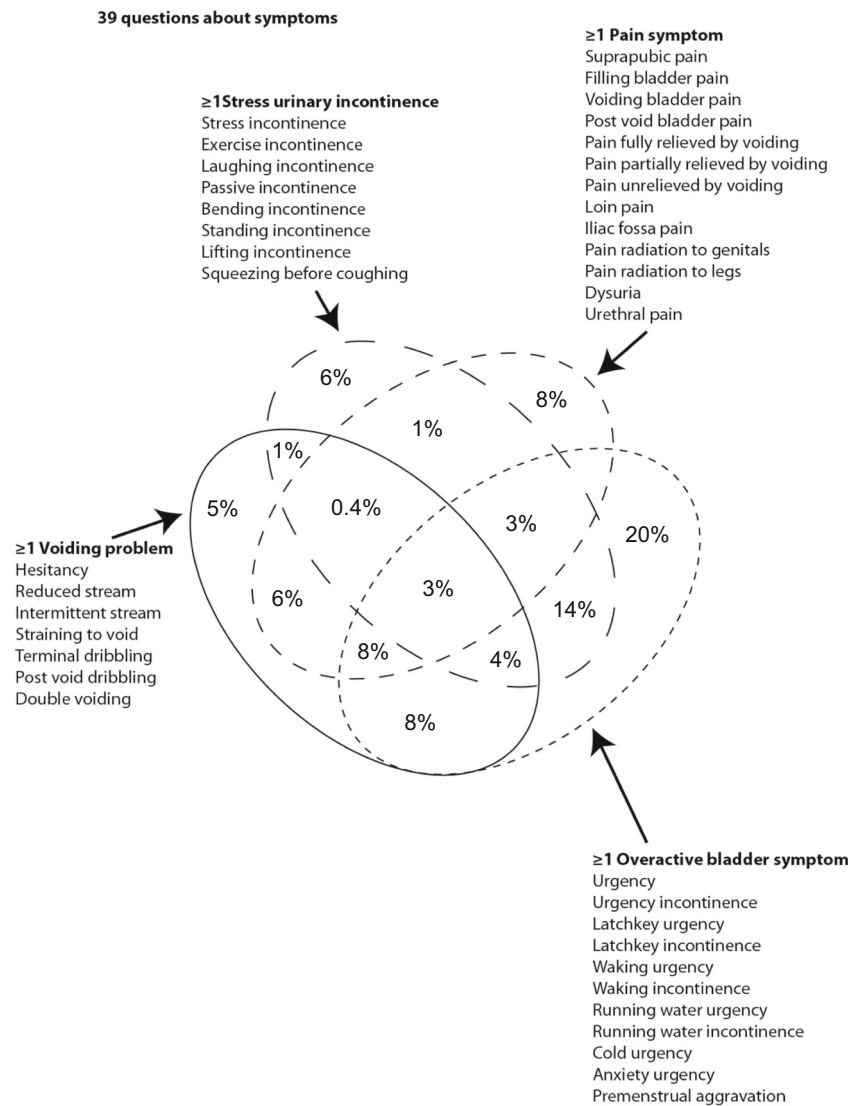 39 questions about symptoms
≥1 Pain symptom
Suprapubic pain
Filling bladder pain
Voiding bladder pain
Post void bladder pain
Pain fully relieved by voiding
Pain partially relieved by voiding
Pain unrelieved by voiding
Loin pain
Iliac fossa pain
Pain radiation to genitals
Pain radiation to legs
Dysuria
Urethral pain
≥1Stress urinary incontinence
Stress incontinence
Exercise incontinence
Laughing incontinence
Passive incontinence
Bending incontinence
Standing incontinence
Lifting incontinence
Squeezing before coughing
6%
8%
1%
1%
5%
0.4%
3%
20%
6%
3%
14%
8%
4%
8%
≥1 Voiding problem
Hesitancy
Reduced stream
Intermittent stream
Straining to void
Terminal dribbling
Post void dribbling
Double voiding
≥1 Overactive bladder symptom
Urgency
Urgency incontinence
Latchkey urgency
Latchkey incontinence
Waking urgency
Waking incontinence
Running water urgency
Running water incontinence
Cold urgency
Anxiety urgency
Premenstrual aggravation